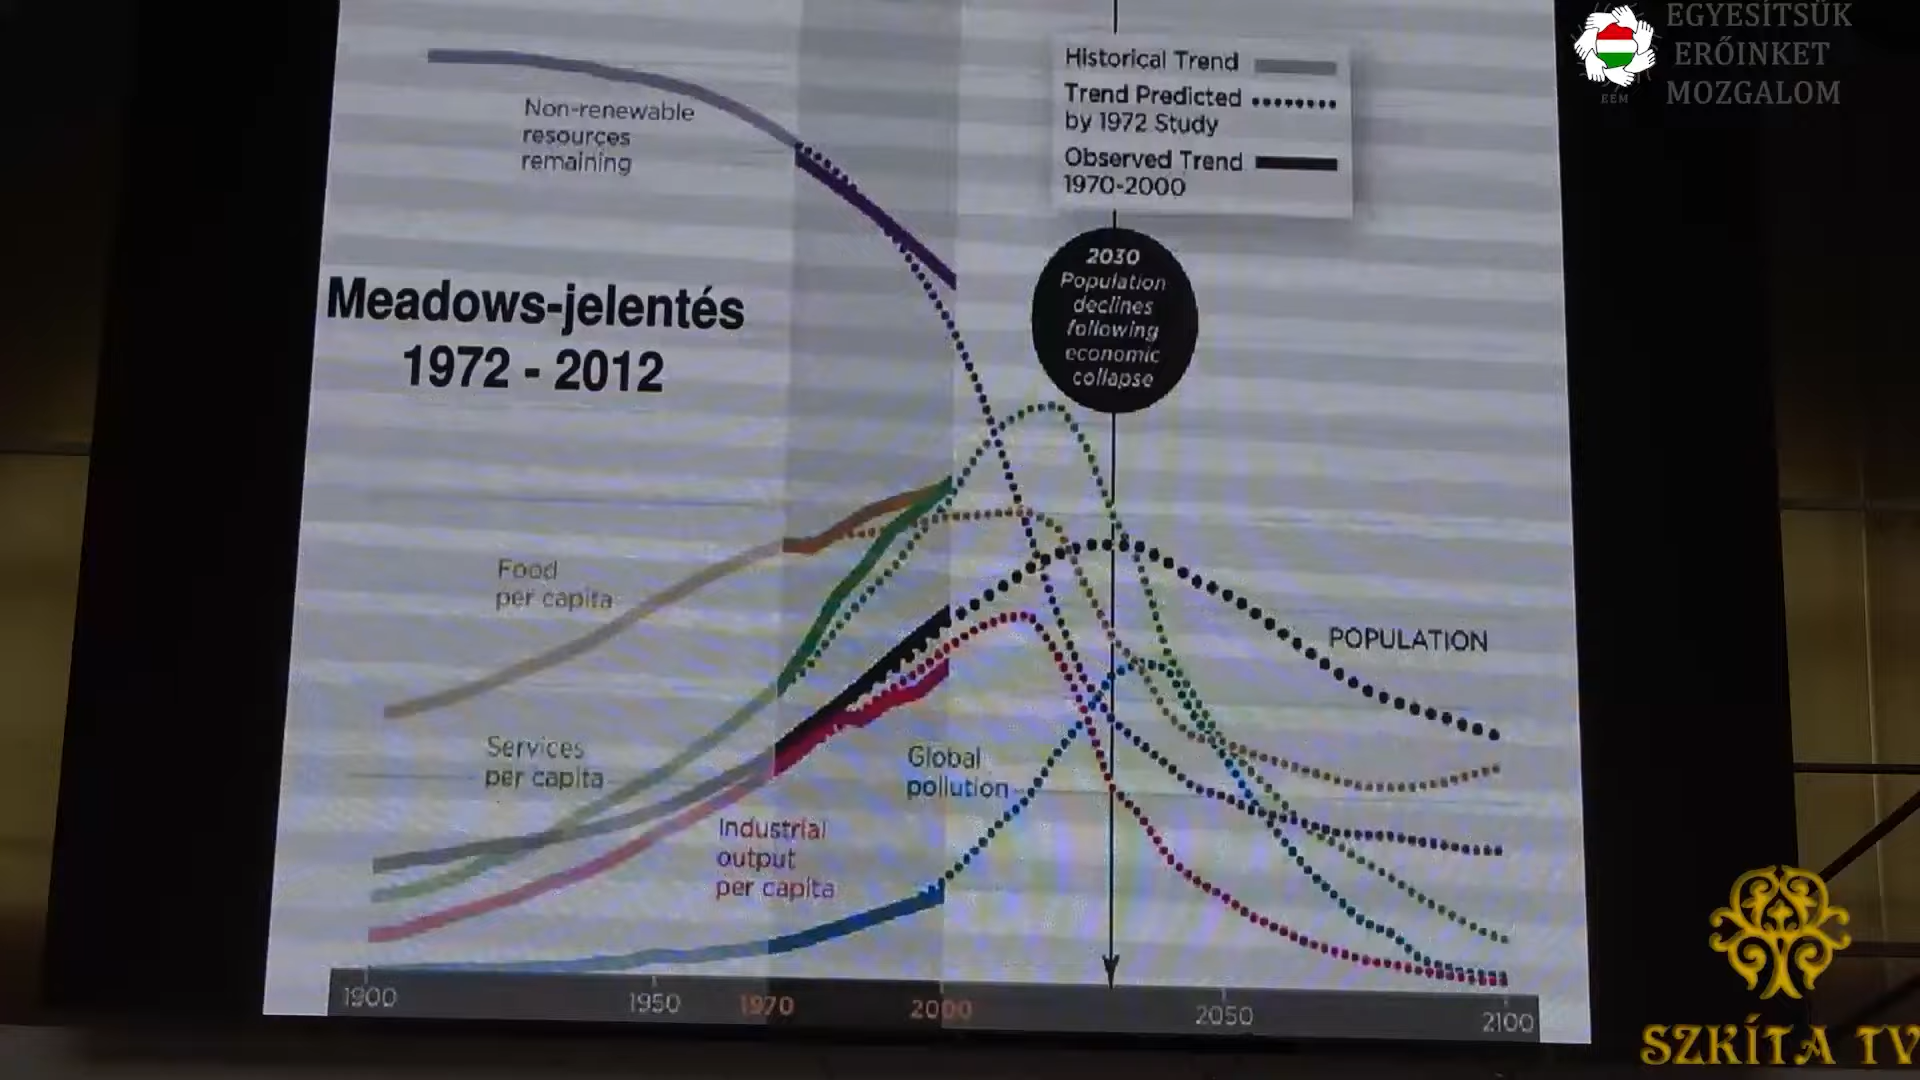 EGYESÍTSÜK
ERŐINKET
MOZGALOM
EEM
Historical Trend
Trend Predicted
by 1972 Study
Observed Trend
1970-2000
Non-renewable
resources
remaining
2030
Population
declines
following
economic
collapse
Meadows-jelentés
1972 - 2012
Food
per capita
POPULATION
Services
per capita
Global
pollution
Industrial
output
per capita
1900
1950
1970
2000
2050
2100
SZKÍTA TV